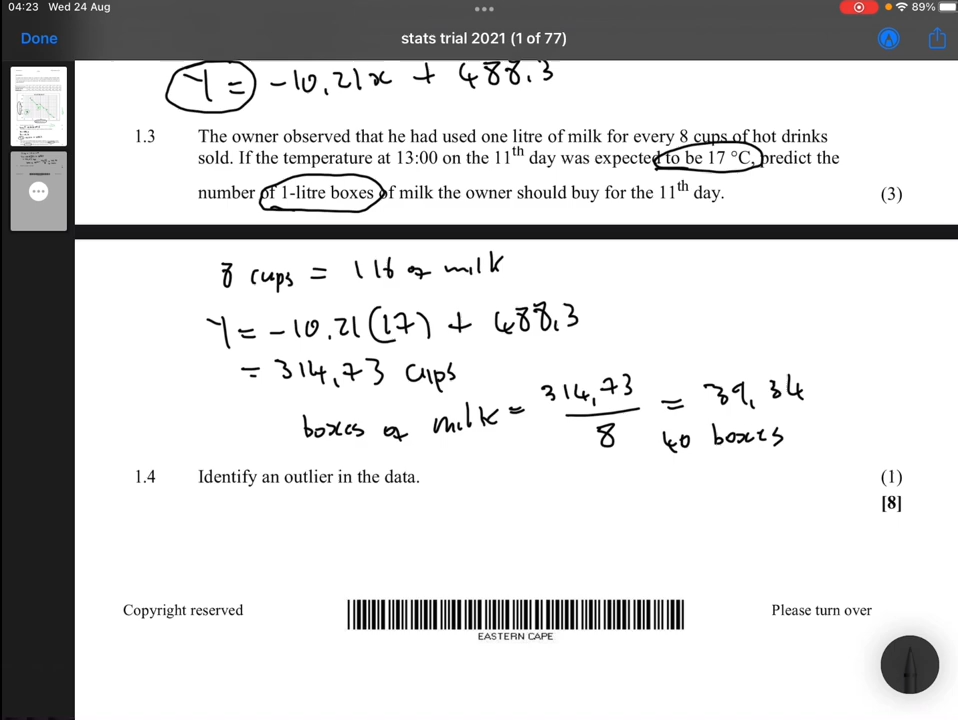 04:23 Wed 24 Aug
89%
Done
stats trial 2021 (1 of 77)
Y = -10,21x + 488,3
1.3 The owner observed that he had used one litre of milk for every 8 cups of hot drinks
sold. If the temperature at 13:00 on the 11th day was expected to be 17 °C, predict the
number of 1-litre boxes of milk the owner should buy for the 11th day. (3)
8 cups = 1 lt of milk
Y = -10,21(17) + 488,3
= 314,73 cups
boxes of milk = 314,73 / 8 = 39,34
40 boxes
1.4 Identify an outlier in the data. (1)
[8]
Copyright reserved
EASTERN CAPE
Please turn over